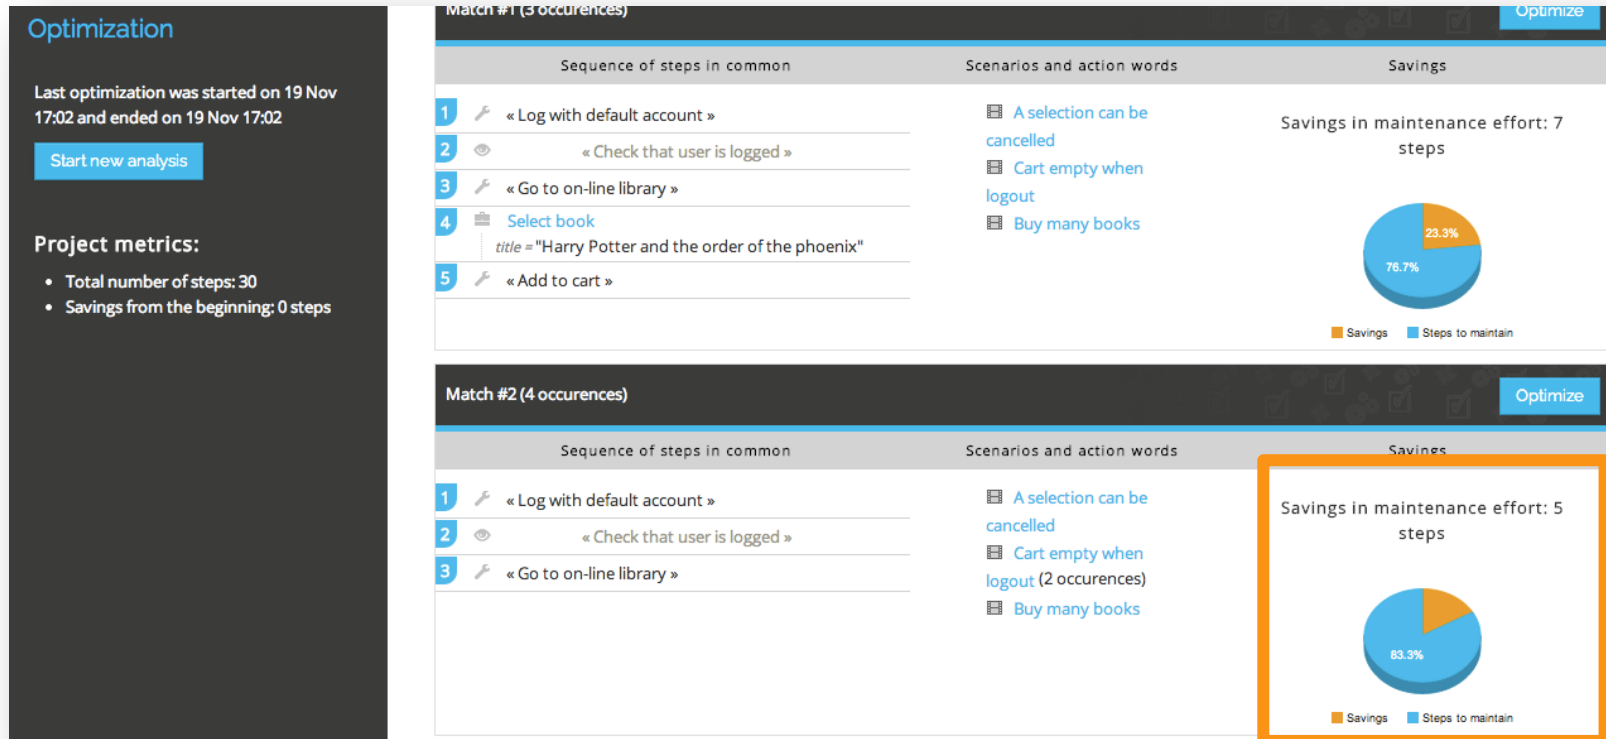 Optimization
Last optimization was started on 19 Nov
17:02 and ended on 19 Nov 17:02
Start new analysis
Project metrics:
• Total number of steps: 30
• Savings from the beginning: 0 steps
Match #1 (3 occurences)
Optimize
Sequence of steps in common
Scenarios and action words
Savings
1 « Log with default account »
2 « Check that user is logged »
3 « Go to on-line library »
4 Select book
title = "Harry Potter and the order of the phoenix"
5 « Add to cart »
A selection can be
cancelled
Cart empty when
logout
Buy many books
Savings in maintenance effort: 7
steps
23.3%
76.7%
Savings Steps to maintain
Match #2 (4 occurences)
Optimize
Sequence of steps in common
Scenarios and action words
Savings
1 « Log with default account »
2 « Check that user is logged »
3 « Go to on-line library »
A selection can be
cancelled
Cart empty when
logout (2 occurences)
Buy many books
Savings in maintenance effort: 5
steps
83.3%
Savings Steps to maintain